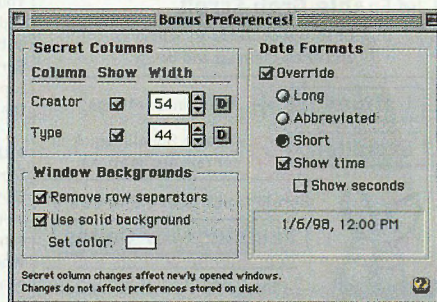 Bonus Preferences!
Secret Columns
Column Show Width
Creator 54 D
Type 44 D
Window Backgrounds
Remove row separators
Use solid background
Set color:
Date Formats
Override
Long
Abbreviated
Short
Show time
Show seconds
1/6/98, 12:00 PM
Secret column changes affect newly opened windows.
Changes do not affect preferences stored on disk.
?